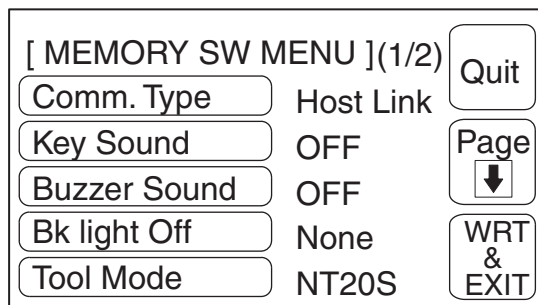 [ MEMORY SW MENU ](1/2)
Quit
Comm. Type Host Link
Key Sound OFF
Page
Buzzer Sound OFF
Bk light Off None
WRT
&
EXIT
Tool Mode NT20S